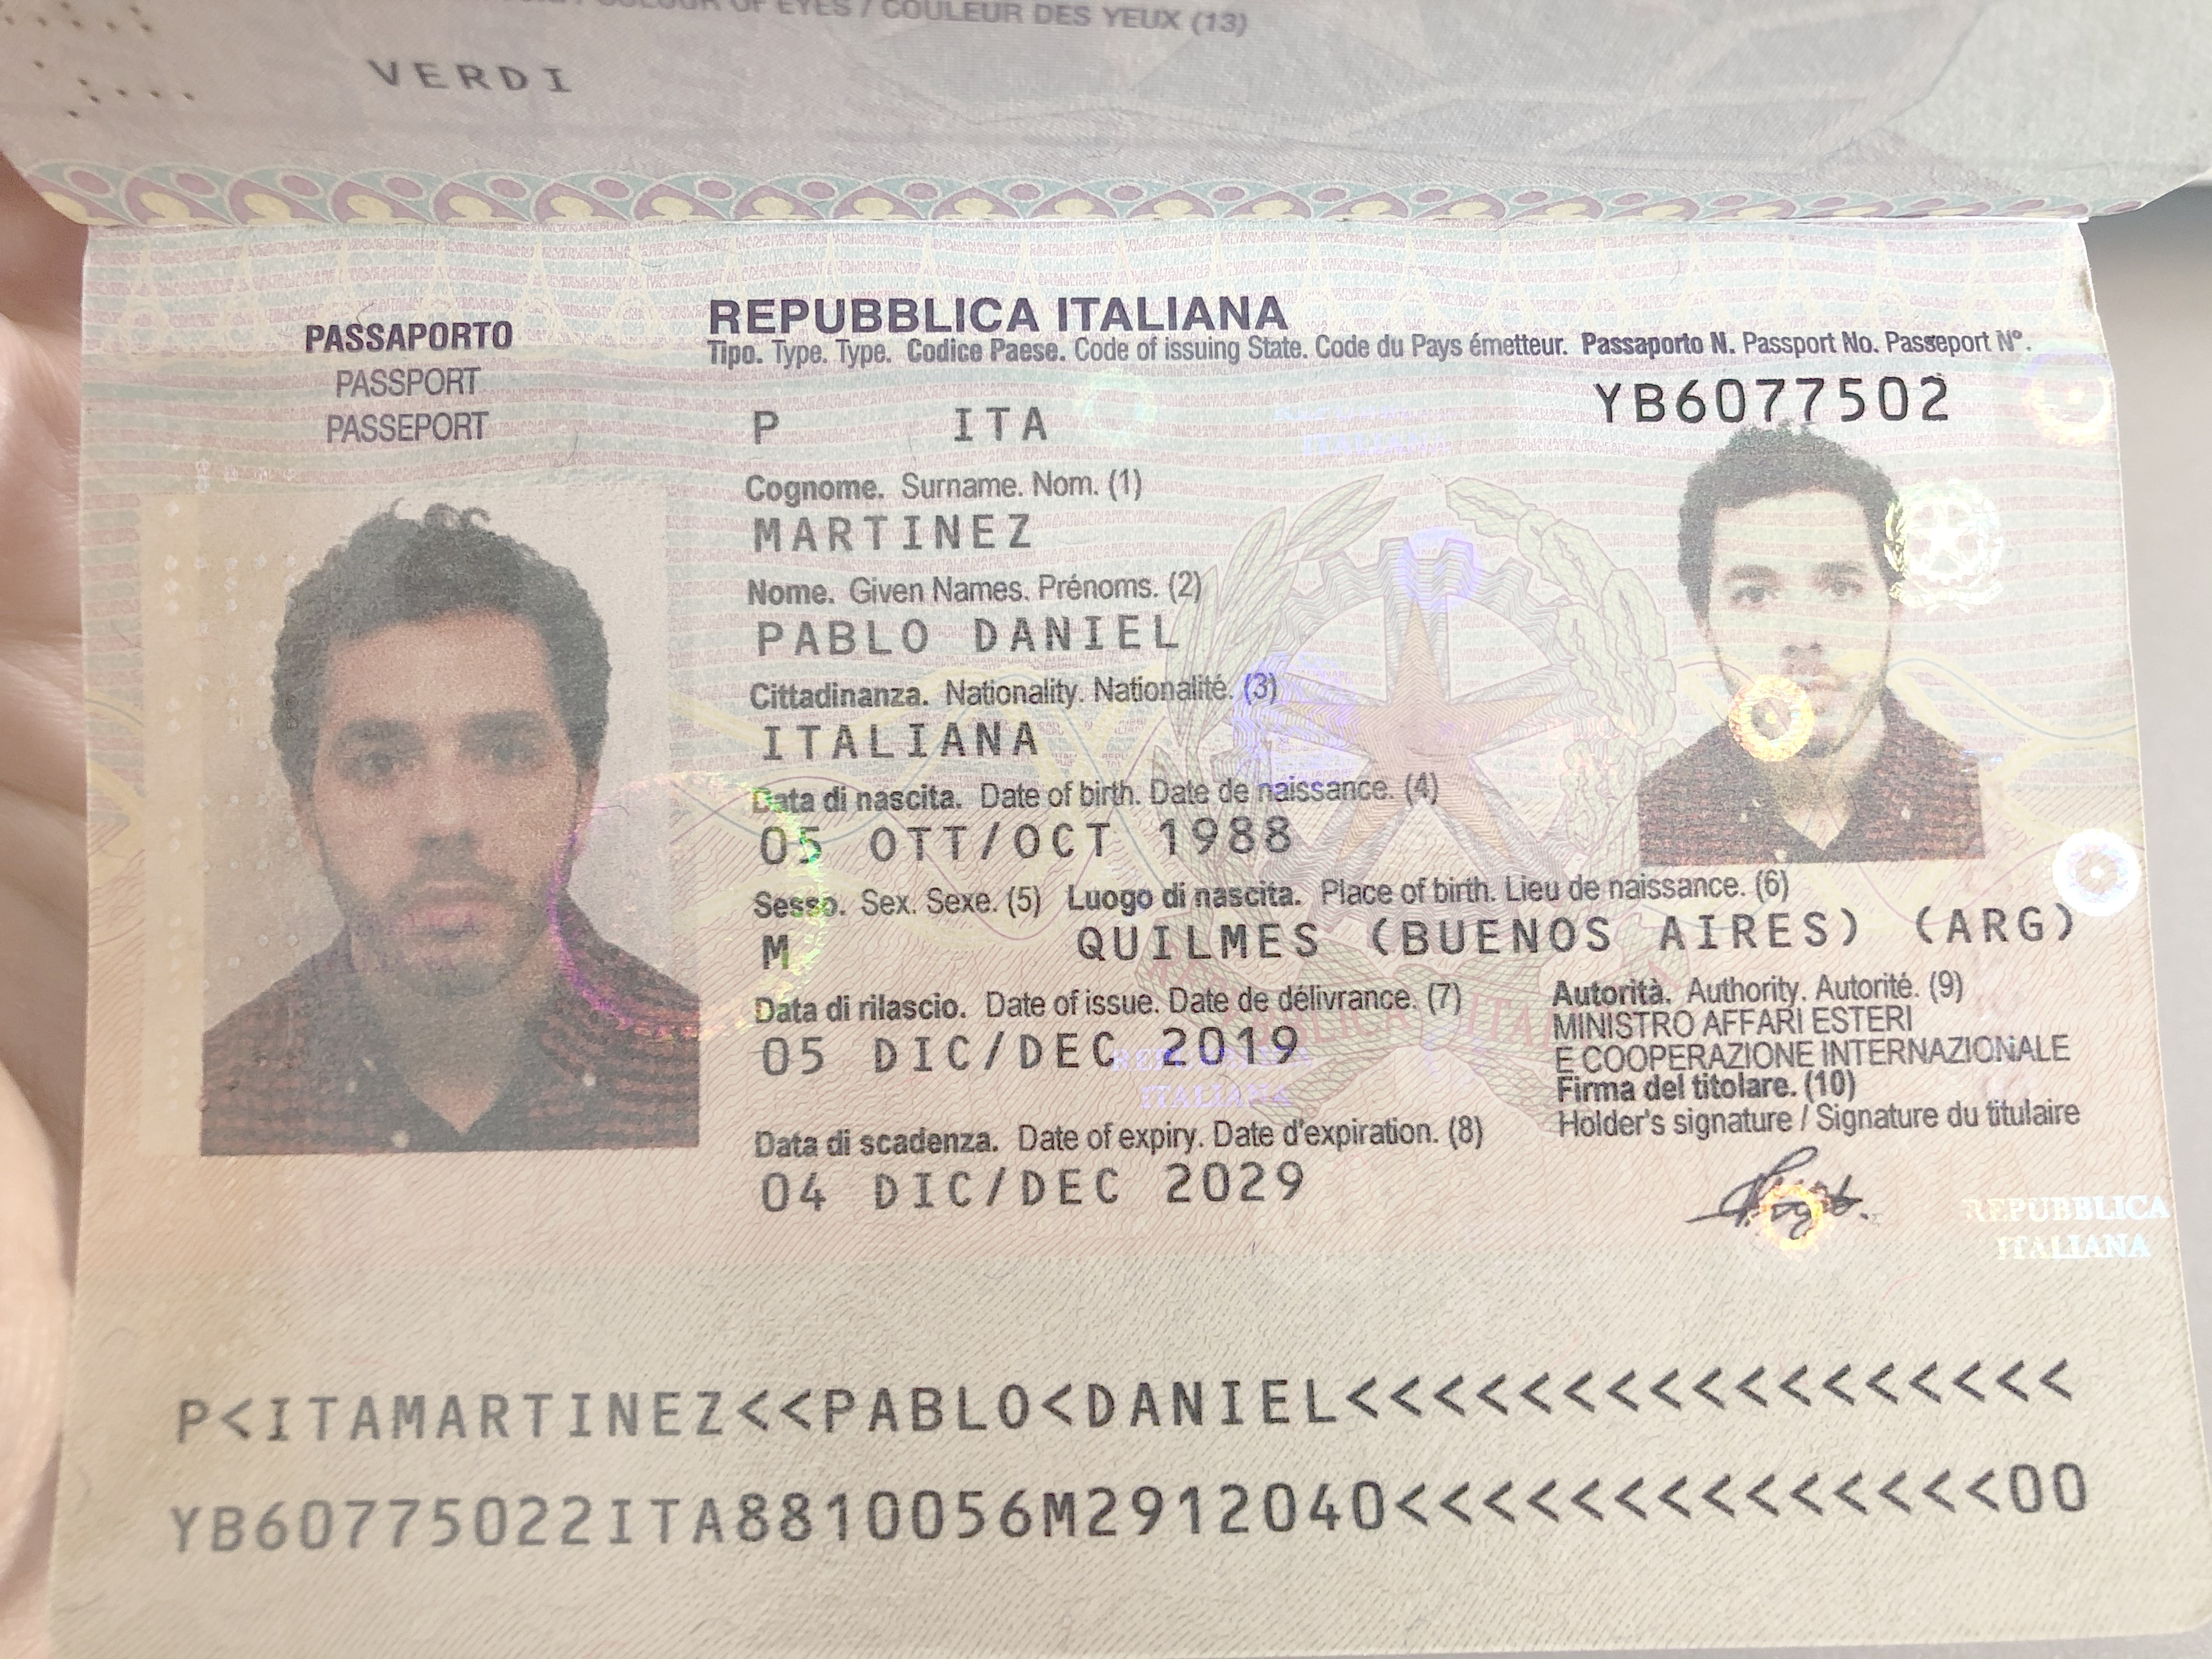 COLOUR OF EYES / COULEUR DES YEUX (13)
VERDI
PASSAPORTO
PASSPORT
PASSEPORT
REPUBBLICA ITALIANA
Tipo. Type. Type. Codice Paese. Code of issuing State. Code du Pays émetteur. Passaporto N. Passport No. Passeport N°.
P ITA YB6077502
Cognome. Surname. Nom. (1)
MARTINEZ
Nome. Given Names. Prénoms. (2)
PABLO DANIEL
Cittadinanza. Nationality. Nationalité. (3)
ITALIANA
Data di nascita. Date of birth. Date de naissance. (4)
05 OTT/OCT 1988
Sesso. Sex. Sexe. (5) Luogo di nascita. Place of birth. Lieu de naissance. (6)
M QUILMES (BUENOS AIRES) (ARG)
Data di rilascio. Date of issue. Date de délivrance. (7)
05 DIC/DEC 2019
Data di scadenza. Date of expiry. Date d'expiration. (8)
04 DIC/DEC 2029
Autorità. Authority. Autorité. (9)
MINISTRO AFFARI ESTERI
E COOPERAZIONE INTERNAZIONALE
Firma del titolare. (10)
Holder's signature / Signature du titulaire
REPUBBLICA
ITALIANA
REPUBBLICA
ITALIANA
P<ITAMARTINEZ<<PABLO<DANIEL<<<<<<<<<<<<<<<<<
YB60775022ITA8810056M2912040<<<<<<<<<<<<<<00